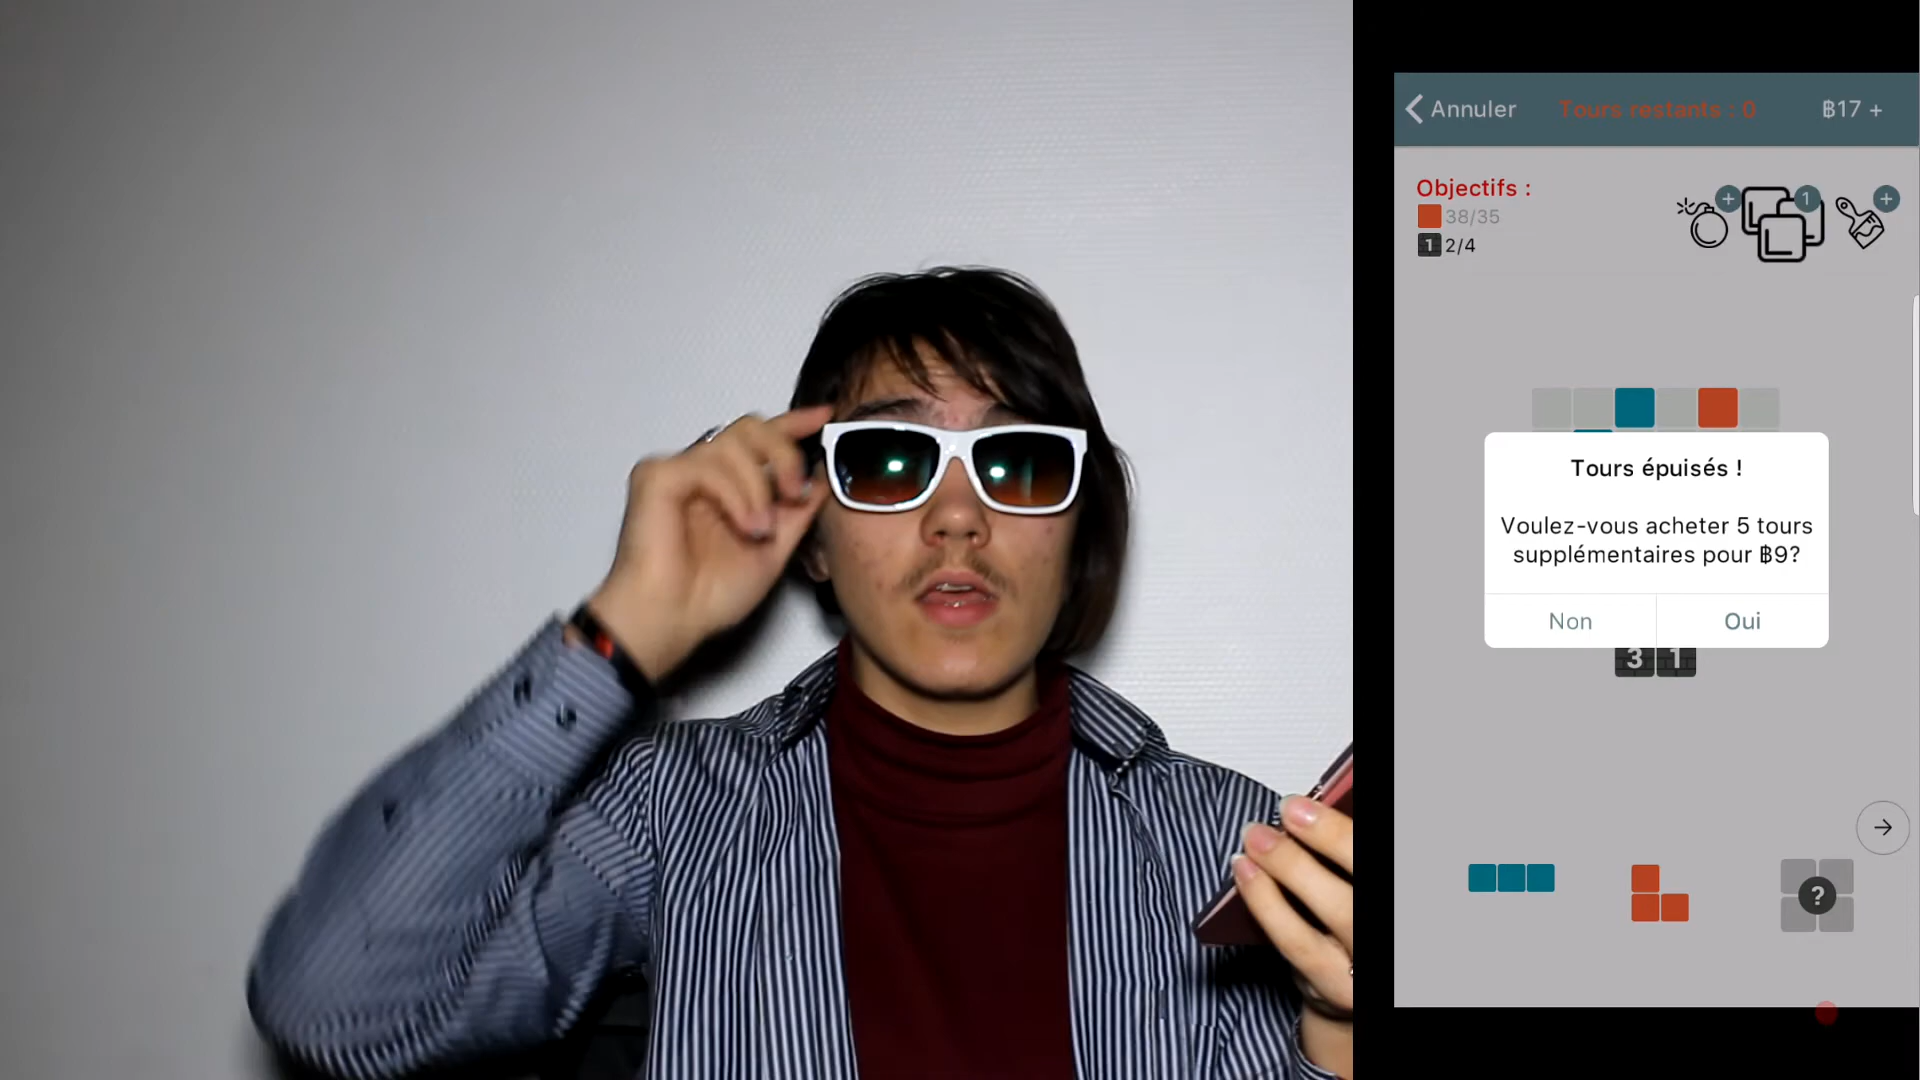 Annuler Tours restants : 0 ฿17 +
Objectifs :
38/35
1 2/4
+ 1 +
Tours épuisés !
Voulez-vous acheter 5 tours
supplémentaires pour ฿9?
Non Oui
3 1
?